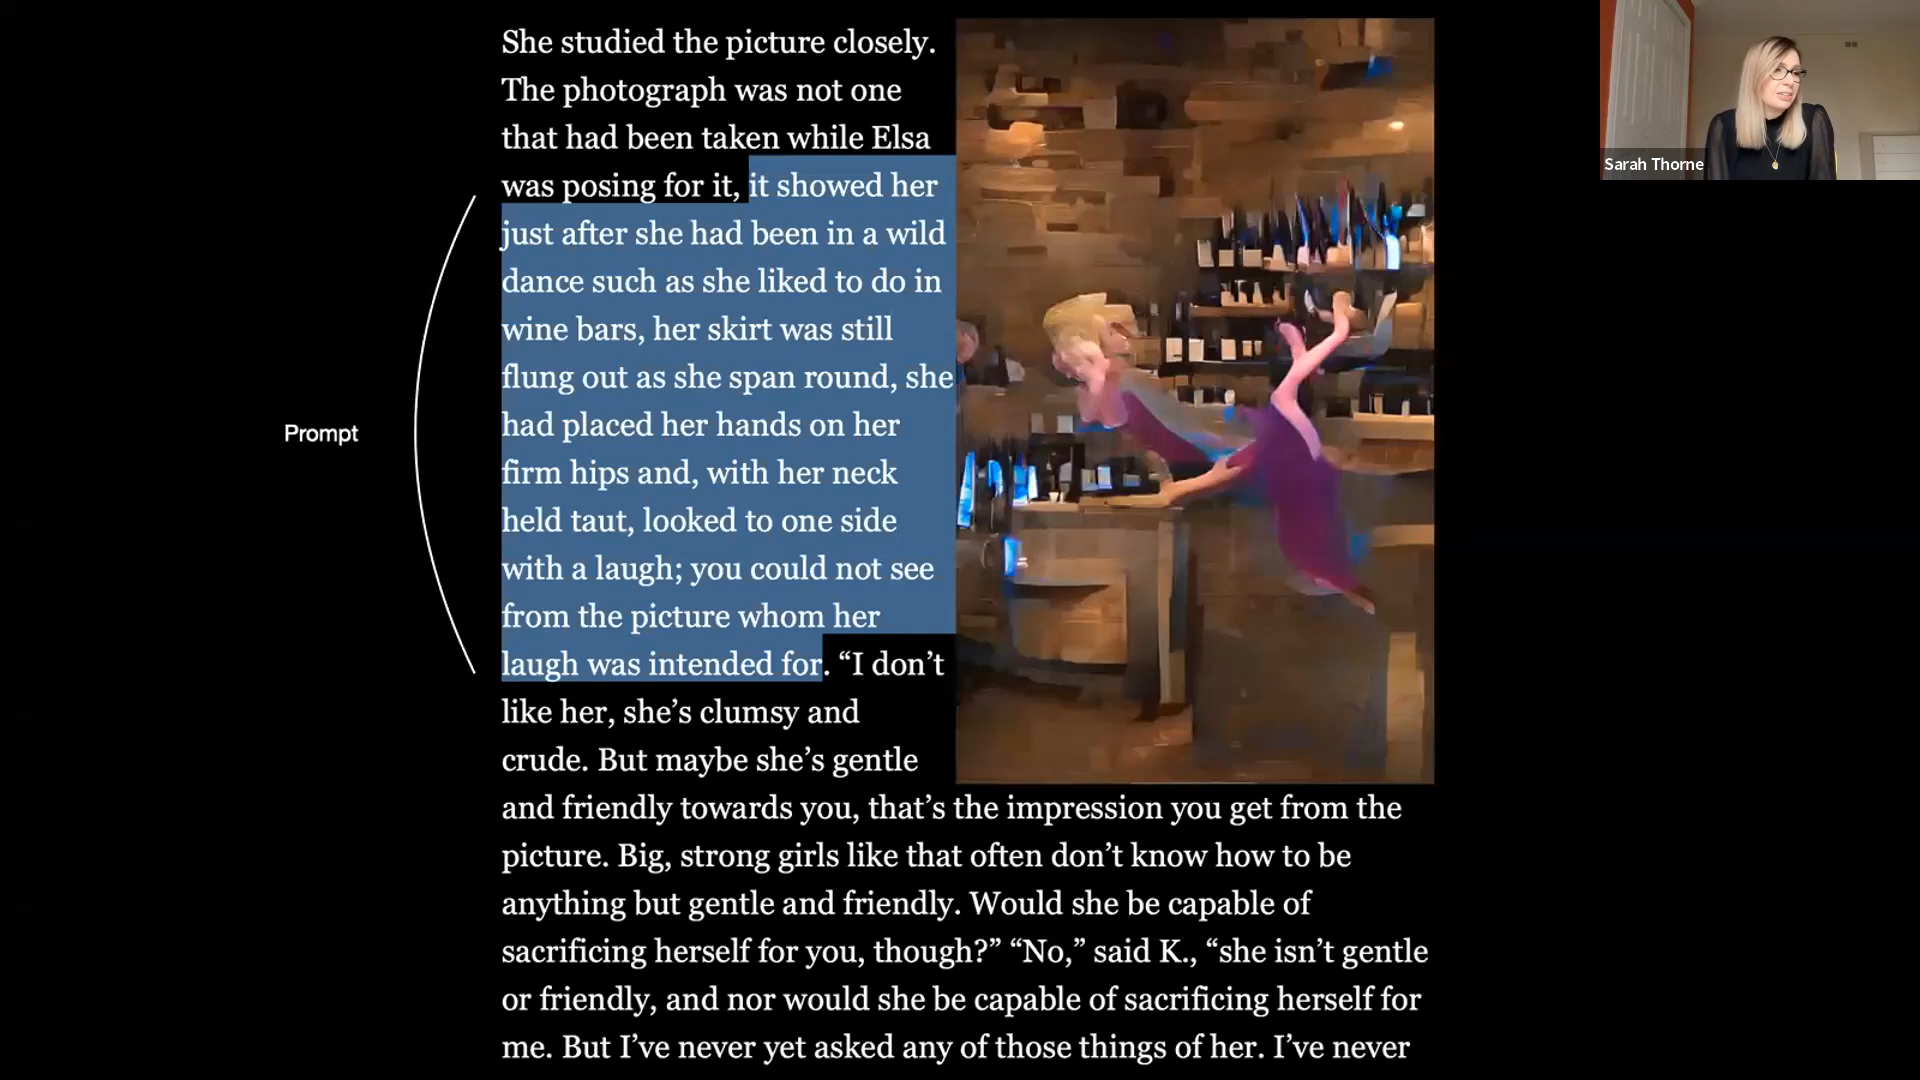 She studied the picture closely.
The photograph was not one
that had been taken while Elsa
was posing for it, it showed her
just after she had been in a wild
dance such as she liked to do in
wine bars, her skirt was still
flung out as she span round, she
had placed her hands on her
firm hips and, with her neck
held taut, looked to one side
with a laugh; you could not see
from the picture whom her
laugh was intended for. “I don’t
like her, she’s clumsy and
crude. But maybe she’s gentle
and friendly towards you, that’s the impression you get from the
picture. Big, strong girls like that often don’t know how to be
anything but gentle and friendly. Would she be capable of
sacrificing herself for you, though?” “No,” said K., “she isn’t gentle
or friendly, and nor would she be capable of sacrificing herself for
me. But I’ve never yet asked any of those things of her. I’ve never
Prompt
Sarah Thorne